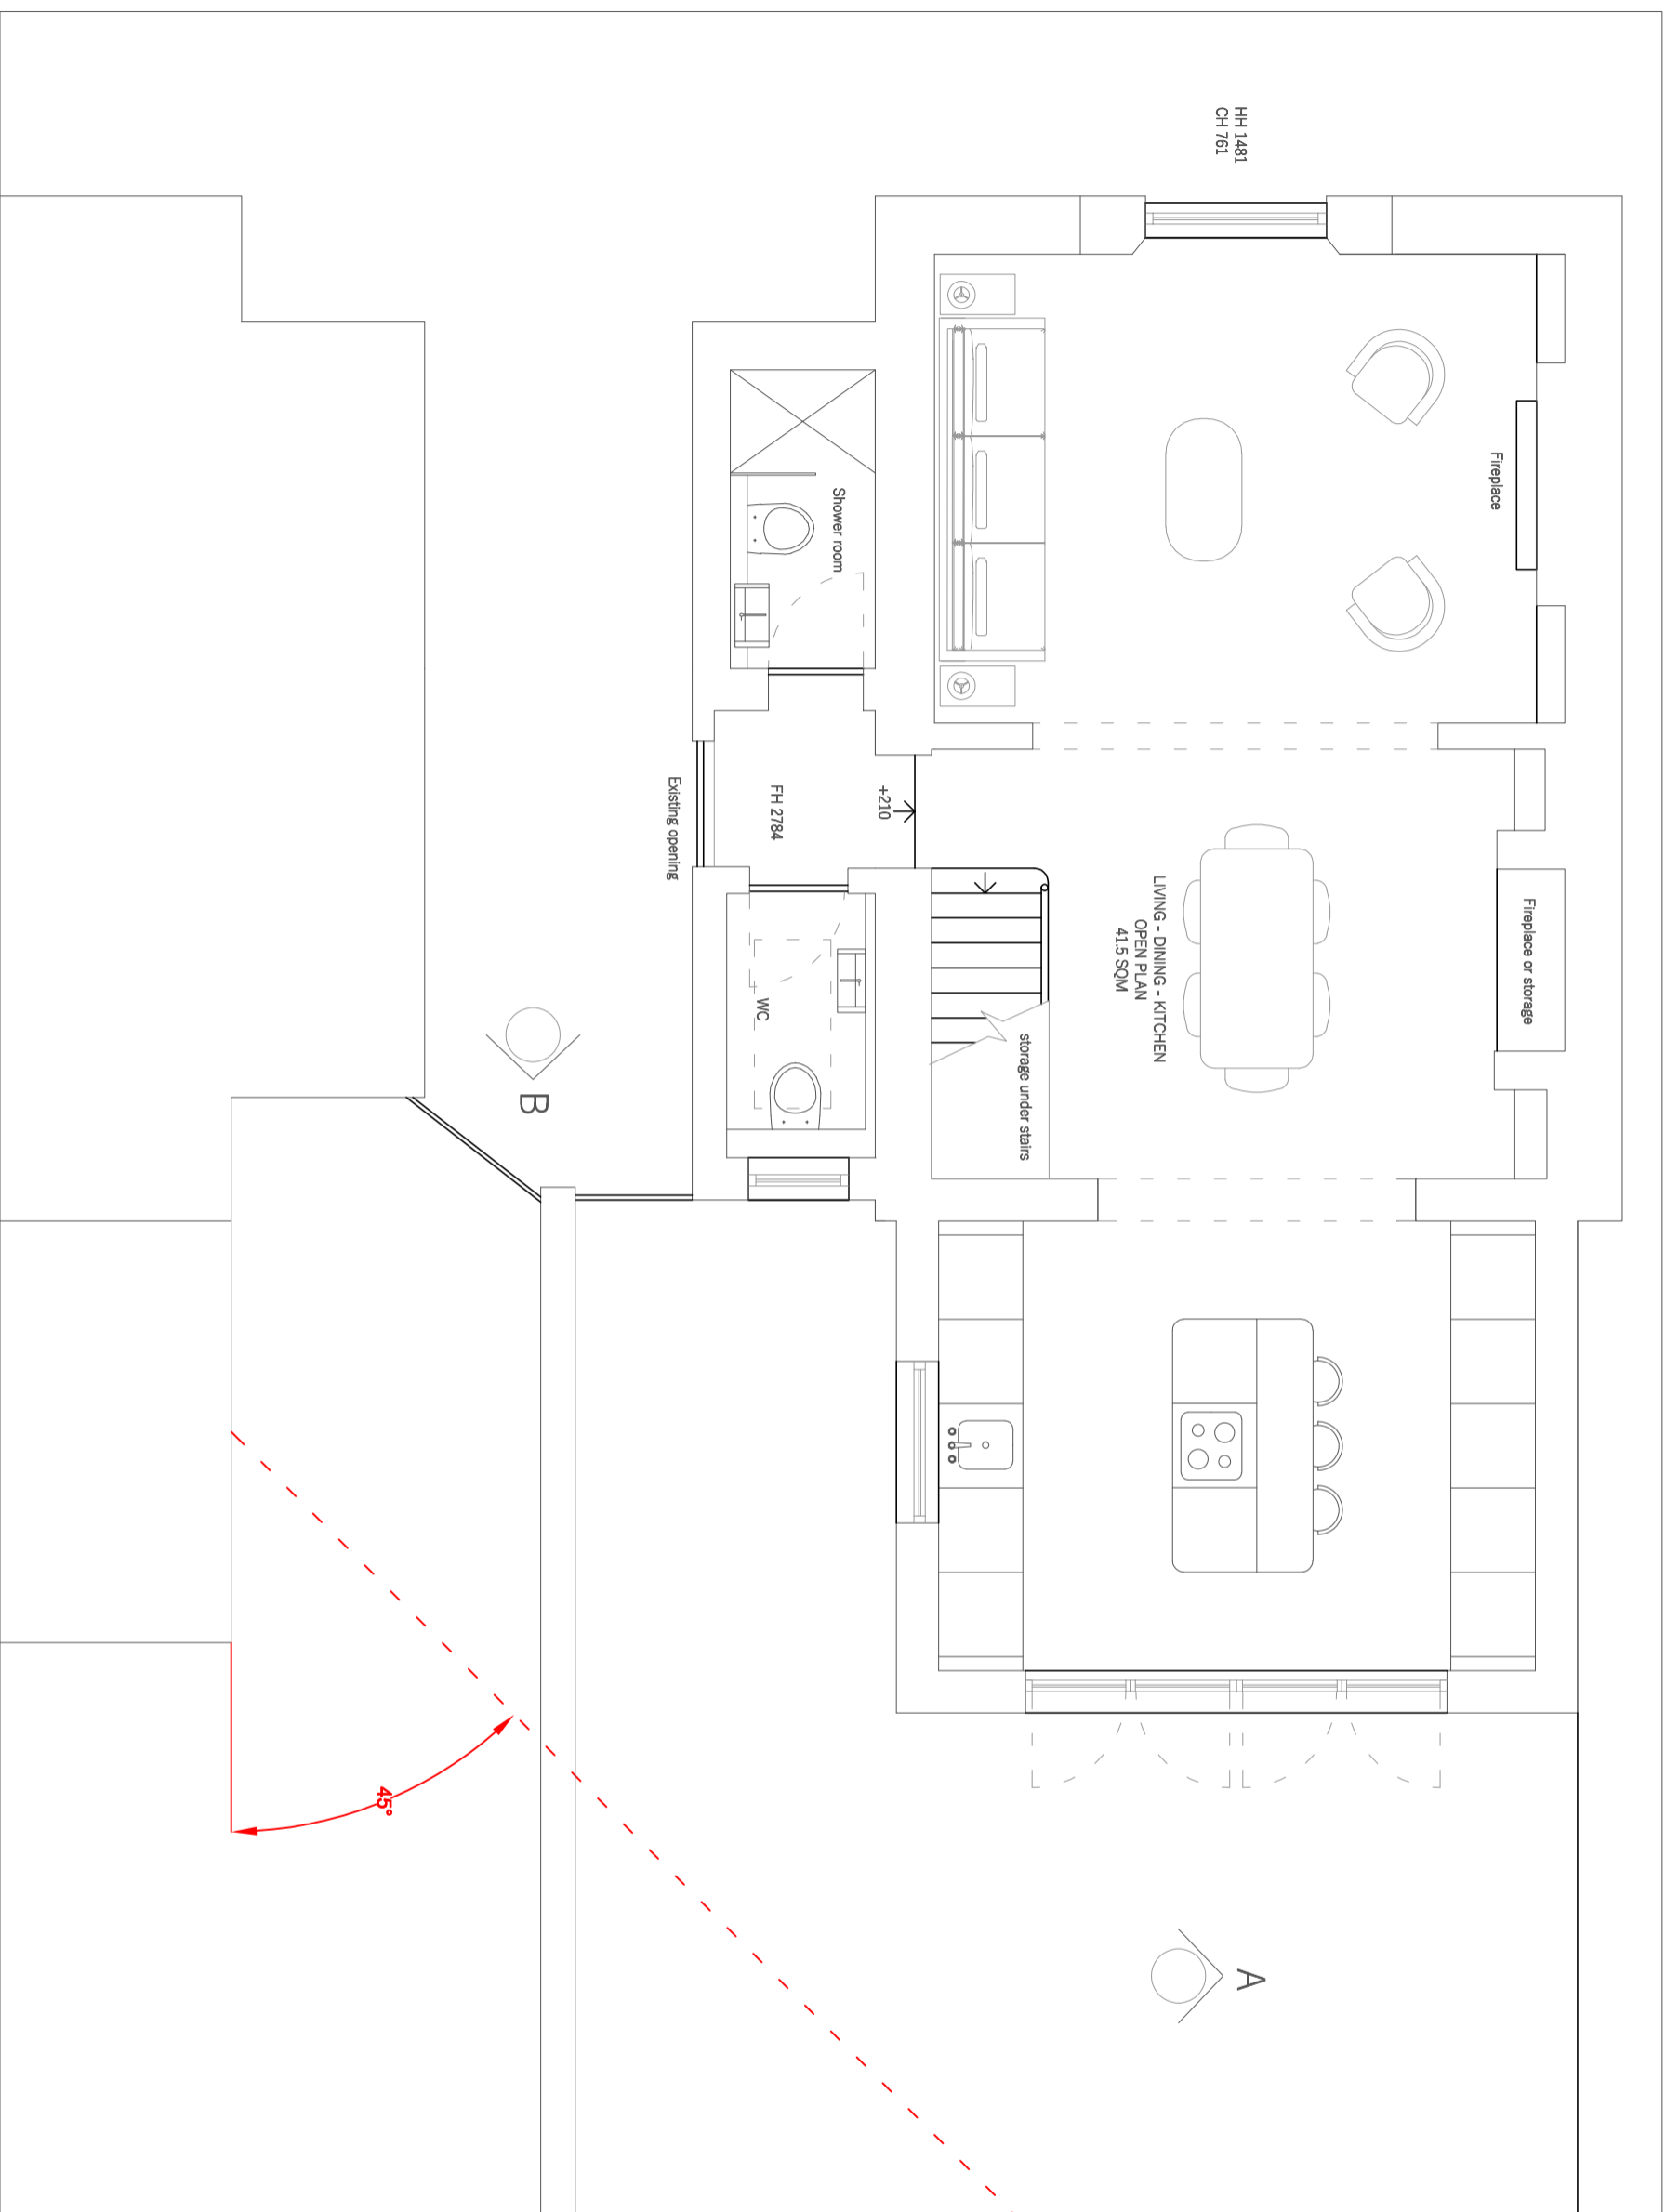 HH 1481
CH 761
Fireplace
Shower room
Existing opening
FH 2784
+210
LIVING - DINING - KITCHEN
OPEN PLAN
41.5 SQM
Fireplace or storage
WC
storage under stairs
B
A
45°